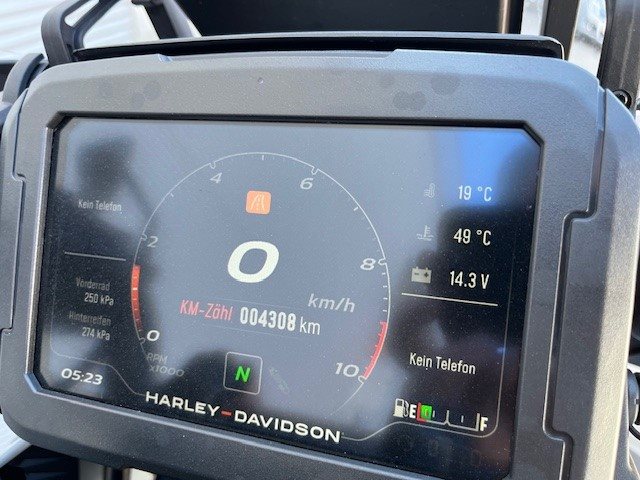 4 6
19 °C
Kein Telefon
2
0
8
49 °C
14.3 V
km/h
Vorderrad
250 kPa
KM-Zähl 004308 km
Hinterreifen
274 kPa
0
RPM
x1000
10
Kein Telefon
N
05:23
HARLEY-DAVIDSON
E F